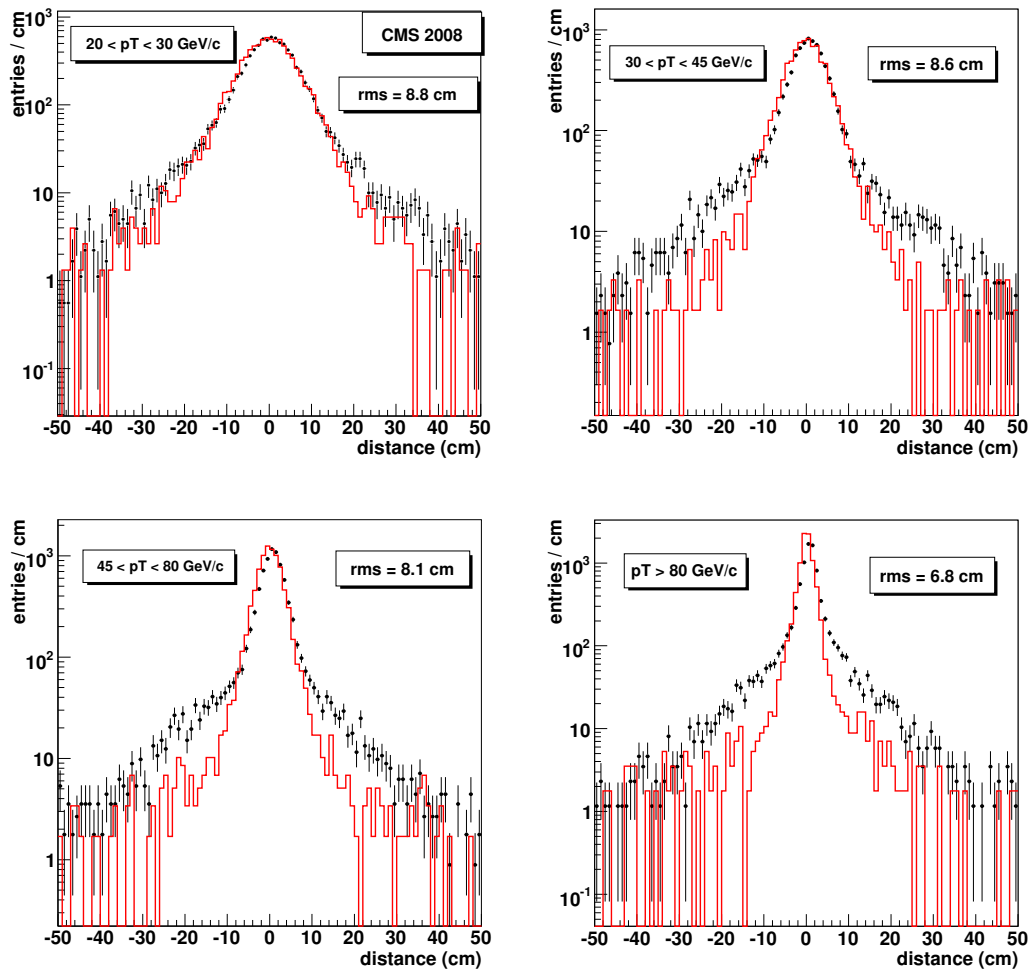 entries / cm
10³
10²
10
1
10⁻¹
20 < pT < 30 GeV/c
CMS 2008
rms = 8.8 cm
-50 -40 -30 -20 -10 0 10 20 30 40 50
distance (cm)
entries / cm
10³
10²
10
1
30 < pT < 45 GeV/c
rms = 8.6 cm
-50 -40 -30 -20 -10 0 10 20 30 40 50
distance (cm)
entries / cm
10³
10²
10
1
45 < pT < 80 GeV/c
rms = 8.1 cm
-50 -40 -30 -20 -10 0 10 20 30 40 50
distance (cm)
entries / cm
10³
10²
10
1
10⁻¹
pT > 80 GeV/c
rms = 6.8 cm
-50 -40 -30 -20 -10 0 10 20 30 40 50
distance (cm)